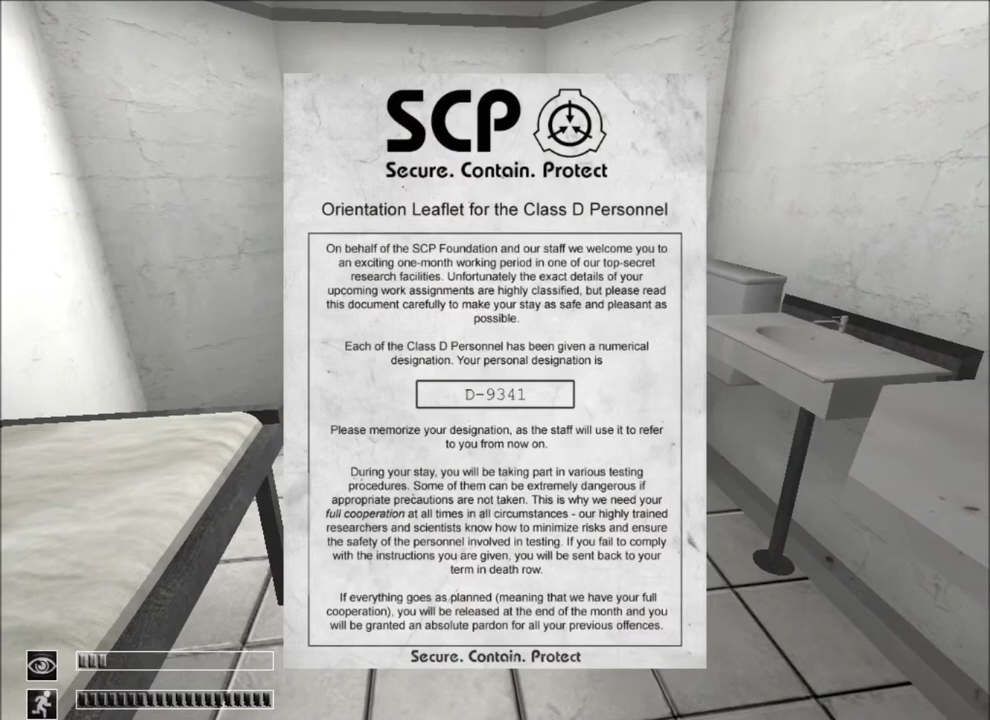 SCP
Secure. Contain. Protect
Orientation Leaflet for the Class D Personnel
On behalf of the SCP Foundation and our staff we welcome you to
an exciting one-month working period in one of our top-secret
research facilities. Unfortunately the exact details of your
upcoming work assignments are highly classified, but please read
this document carefully to make your stay as safe and pleasant as
possible.
Each of the Class D Personnel has been given a numerical
designation. Your personal designation is
D-9341
Please memorize your designation, as the staff will use it to refer
to you from now on.
During your stay, you will be taking part in various testing
procedures. Some of them can be extremely dangerous if
appropriate precautions are not taken. This is why we need your
full cooperation at all times in all circumstances - our highly trained
researchers and scientists know how to minimize risks and ensure
the safety of the personnel involved in testing. If you fail to comply
with the instructions you are given, you will be sent back to your
term in death row.
If everything goes as planned (meaning that we have your full
cooperation), you will be released at the end of the month and you
will be granted an absolute pardon for all your previous offences.
Secure. Contain. Protect